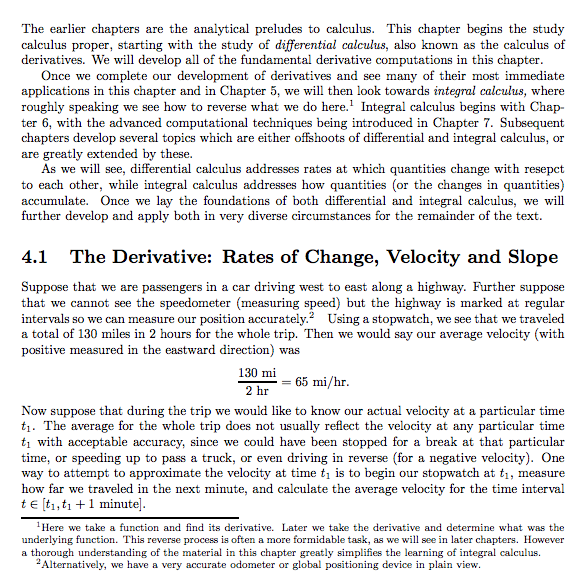 The earlier chapters are the analytical preludes to calculus. This chapter begins the study
calculus proper, starting with the study of differential calculus, also known as the calculus of
derivatives. We will develop all of the fundamental derivative computations in this chapter.
Once we complete our development of derivatives and see many of their most immediate
applications in this chapter and in Chapter 5, we will then look towards integral calculus, where
roughly speaking we see how to reverse what we do here.¹ Integral calculus begins with Chap-
ter 6, with the advanced computational techniques being introduced in Chapter 7. Subsequent
chapters develop several topics which are either offshoots of differential and integral calculus, or
are greatly extended by these.
As we will see, differential calculus addresses rates at which quantities change with resepct
to each other, while integral calculus addresses how quantities (or the changes in quantities)
accumulate. Once we lay the foundations of both differential and integral calculus, we will
further develop and apply both in very diverse circumstances for the remainder of the text.
4.1 The Derivative: Rates of Change, Velocity and Slope
Suppose that we are passengers in a car driving west to east along a highway. Further suppose
that we cannot see the speedometer (measuring speed) but the highway is marked at regular
intervals so we can measure our position accurately.² Using a stopwatch, we see that we traveled
a total of 130 miles in 2 hours for the whole trip. Then we would say our average velocity (with
positive measured in the eastward direction) was
130 mi
2 hr = 65 mi/hr.
Now suppose that during the trip we would like to know our actual velocity at a particular time
t₁. The average for the whole trip does not usually reflect the velocity at any particular time
t₁ with acceptable accuracy, since we could have been stopped for a break at that particular
time, or speeding up to pass a truck, or even driving in reverse (for a negative velocity). One
way to attempt to approximate the velocity at time t₁ is to begin our stopwatch at t₁, measure
how far we traveled in the next minute, and calculate the average velocity for the time interval
t ∈ [t₁, t₁ + 1 minute].
¹Here we take a function and find its derivative. Later we take the derivative and determine what was the
underlying function. This reverse process is often a more formidable task, as we will see in later chapters. However
a thorough understanding of the material in this chapter greatly simplifies the learning of integral calculus.
²Alternatively, we have a very accurate odometer or global positioning device in plain view.